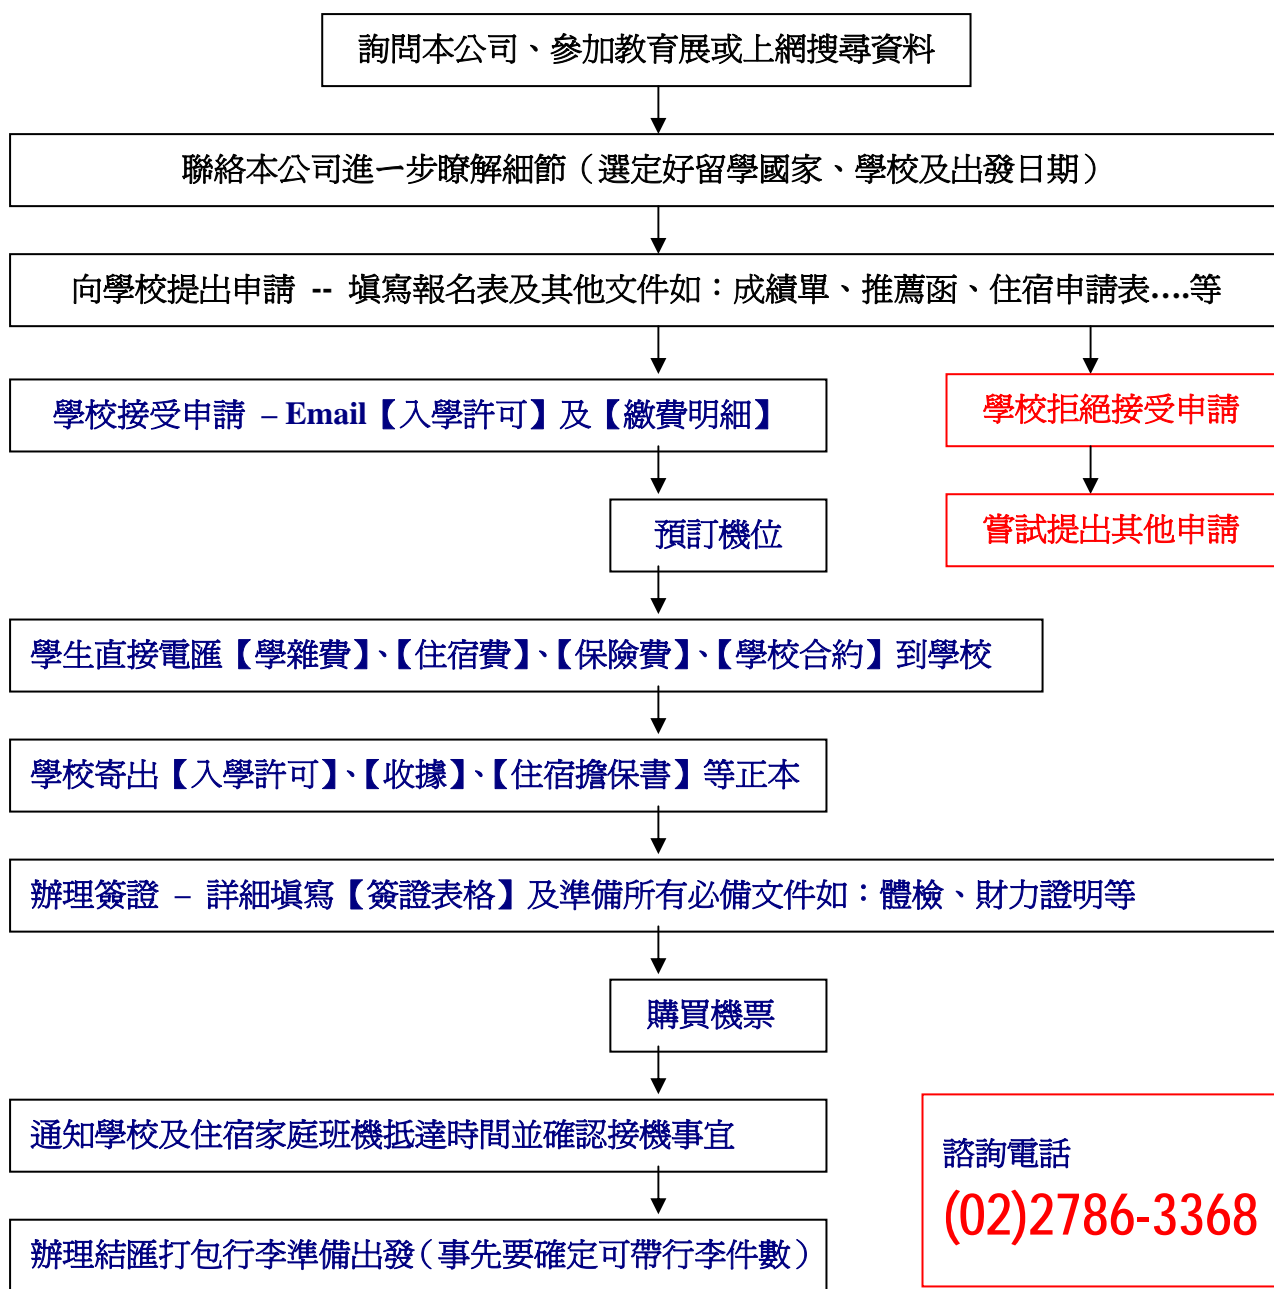 詢問本公司、參加教育展或上網搜尋資料
聯絡本公司進一步瞭解細節（選定好留學國家、學校及出發日期）
向學校提出申請 -- 填寫報名表及其他文件如：成績單、推薦函、住宿申請表....等
學校接受申請 – Email【入學許可】及【繳費明細】
學校拒絕接受申請
預訂機位
嘗試提出其他申請
學生直接電匯【學雜費】、【住宿費】、【保險費】、【學校合約】到學校
學校寄出【入學許可】、【收據】、【住宿擔保書】等正本
辦理簽證 – 詳細填寫【簽證表格】及準備所有必備文件如：體檢、財力證明等
購買機票
通知學校及住宿家庭班機抵達時間並確認接機事宜
諮詢電話
(02)2786-3368
辦理結匯打包行李準備出發（事先要確定可帶行李件數）